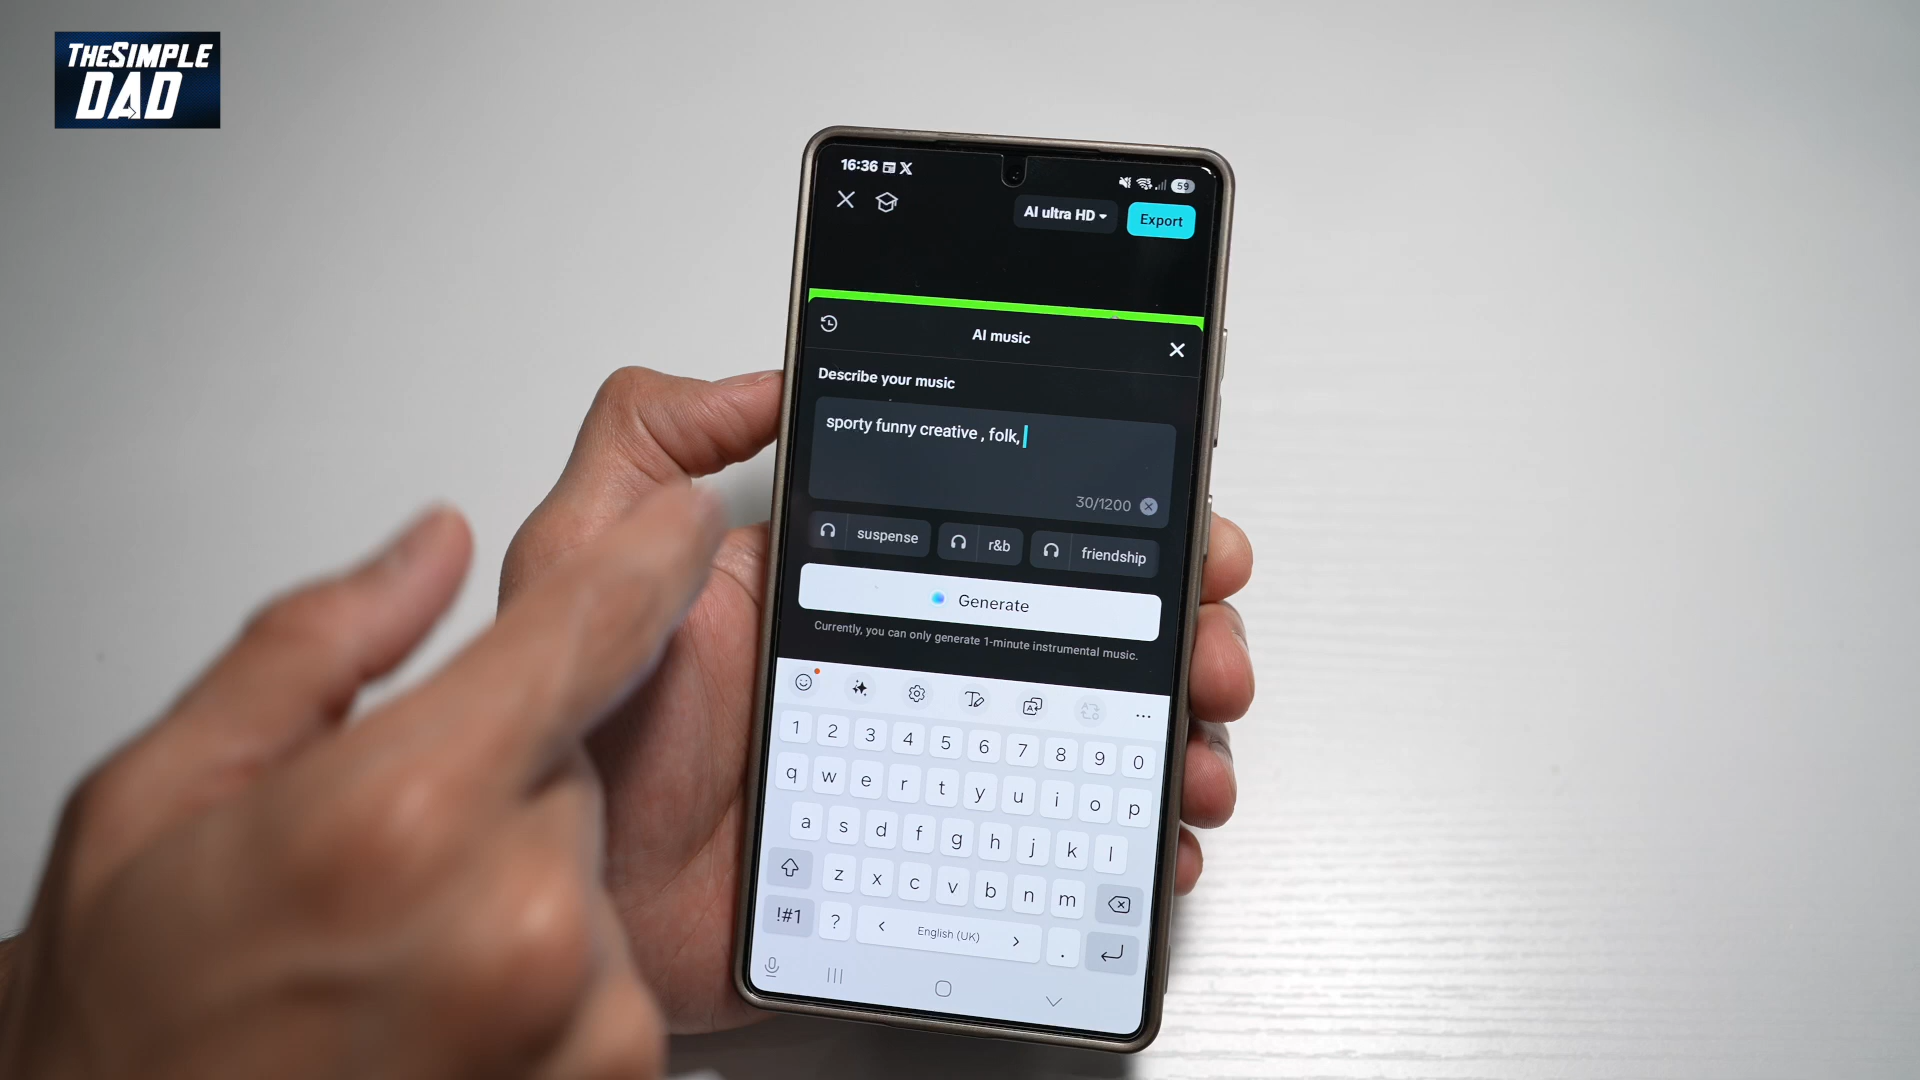 THESIMPLE
DAD
16:36
59
AI ultra HD
Export
AI music
Describe your music
sporty funny creative , folk,
30/1200
suspense
r&b
friendship
Generate
Currently, you can only generate 1-minute instrumental music.
1 2 3 4 5 6 7 8 9 0
q w e r t y u i o p
a s d f g h j k l
z x c v b n m
!#1 ? < English (UK) > .